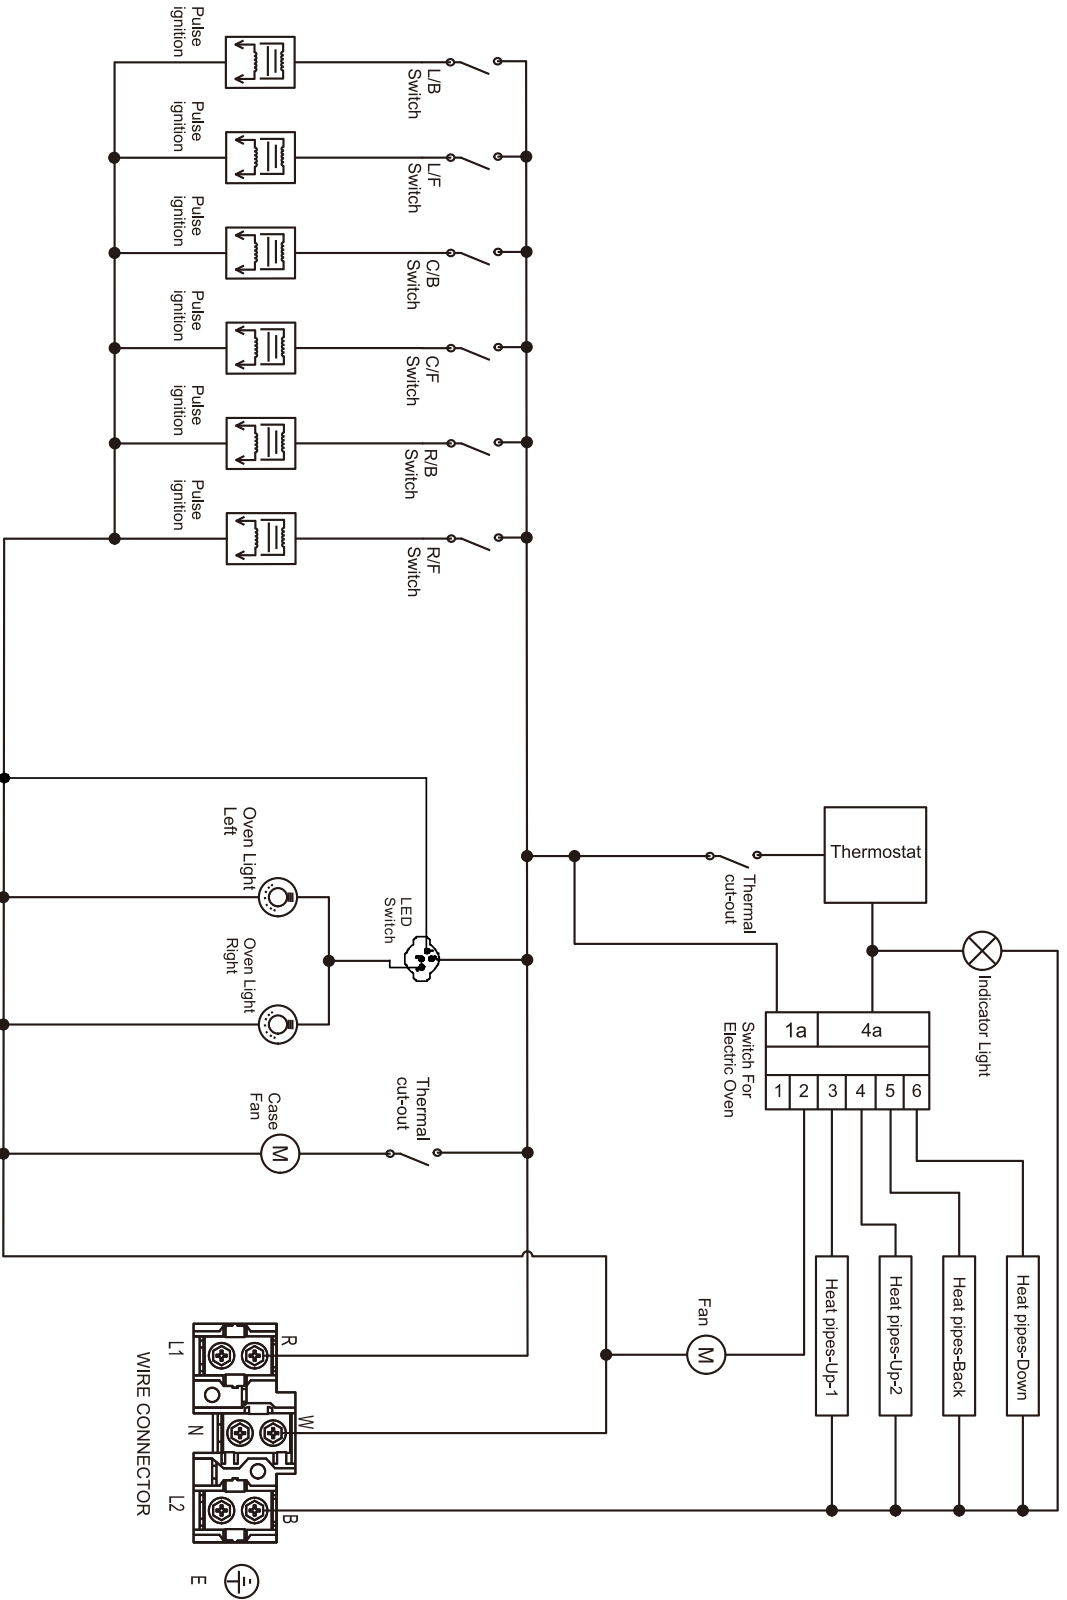 Pulse
ignition
L/B
Switch
Pulse
ignition
L/F
Switch
Pulse
ignition
C/B
Switch
Pulse
ignition
C/F
Switch
Pulse
ignition
R/B
Switch
Pulse
ignition
R/F
Switch
Thermostat
Thermal
cut-out
Indicator Light
Oven Light
Left
LED
Switch
Oven Light
Right
1a
4a
Switch For
Electric Oven
1
2
3
4
5
6
Thermal
cut-out
Case
Fan
M
Fan
M
Heat pipes-Up-1
Heat pipes-Up-2
Heat pipes-Back
Heat pipes-Down
R
L1
W
N
B
L2
WIRE CONNECTOR
E